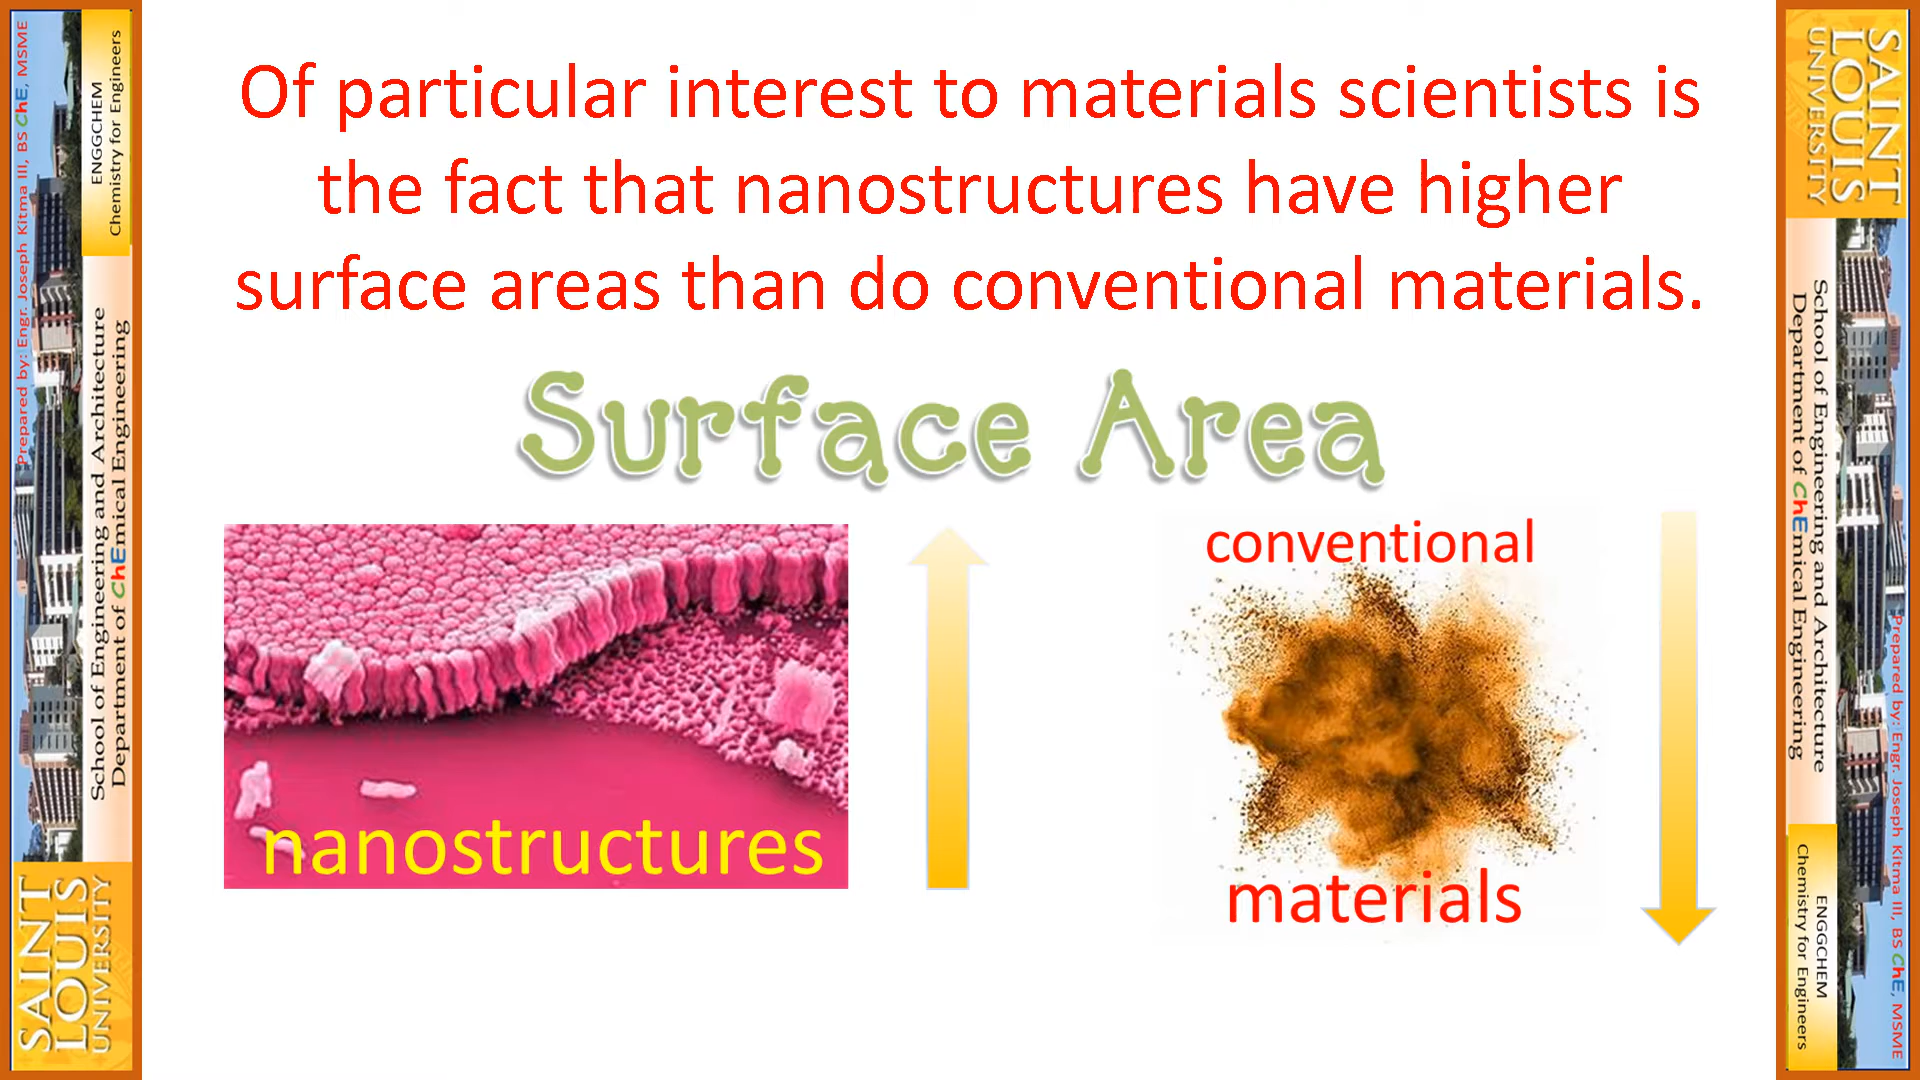 Of particular interest to materials scientists is
the fact that nanostructures have higher
surface areas than do conventional materials.
Surface Area
nanostructures
conventional
materials
Prepared by: Engr. Joseph Kitma III, BS ChE, MSME
ENGGCHEM
Chemistry for Engineers
School of Engineering and Architecture
Department of ChEmical Engineering
SAINT
LOUIS
UNIVERSITY
SAINT
LOUIS
UNIVERSITY
School of Engineering and Architecture
Department of ChEmical Engineering
ENGGCHEM
Chemistry for Engineers
Prepared by: Engr. Joseph Kitma III, BS ChE, MSME